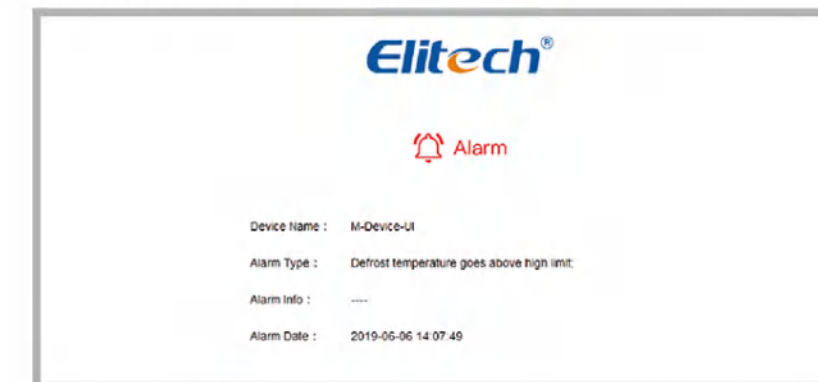 Elitech®
Alarm
Device Name : M-Device-UI
Alarm Type : Defrost temperature goes above high limit;
Alarm Info : ----
Alarm Date : 2019-06-06 14:07:49